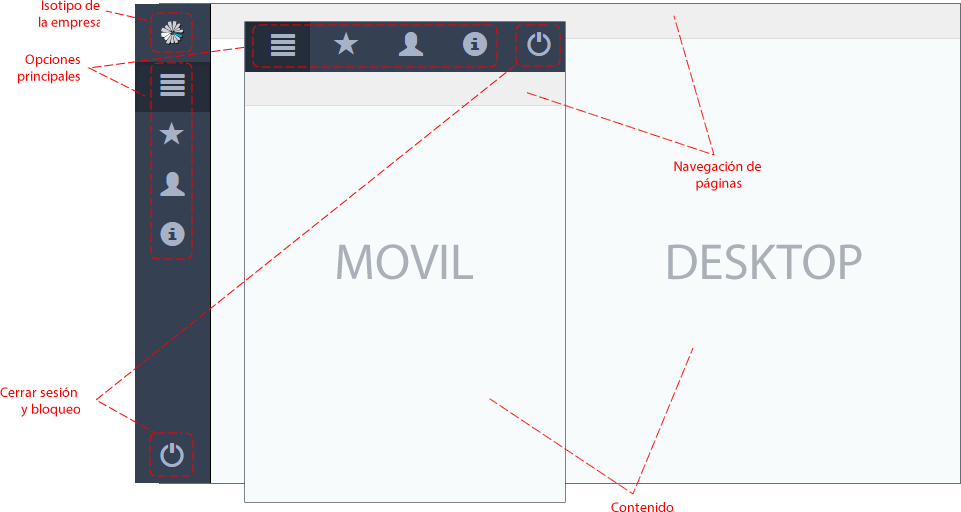 Isotipo de
la empresa
Opciones
principales
Navegación de
páginas
MOVIL
DESKTOP
Cerrar sesión
y bloqueo
Contenido